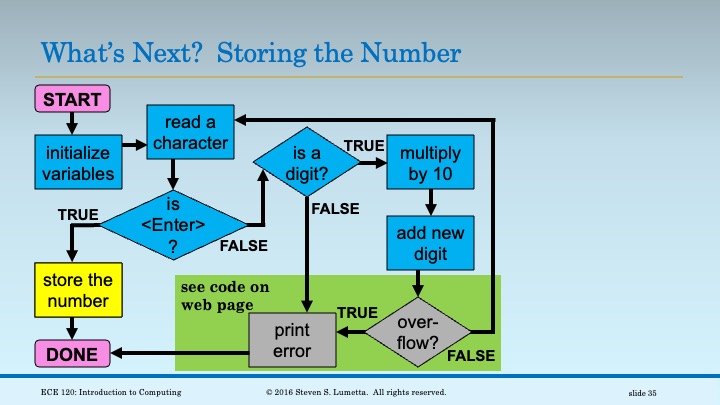 What's Next?  Storing the Number
START
read a
character
initialize
variables
is a
digit?
TRUE
multiply
by 10
is
<Enter>
?
TRUE
FALSE
FALSE
add new
digit
store the
number
see code on
web page
print
error
TRUE
over-
flow?
FALSE
DONE
ECE 120: Introduction to Computing
© 2016 Steven S. Lumetta.  All rights reserved.
slide 35